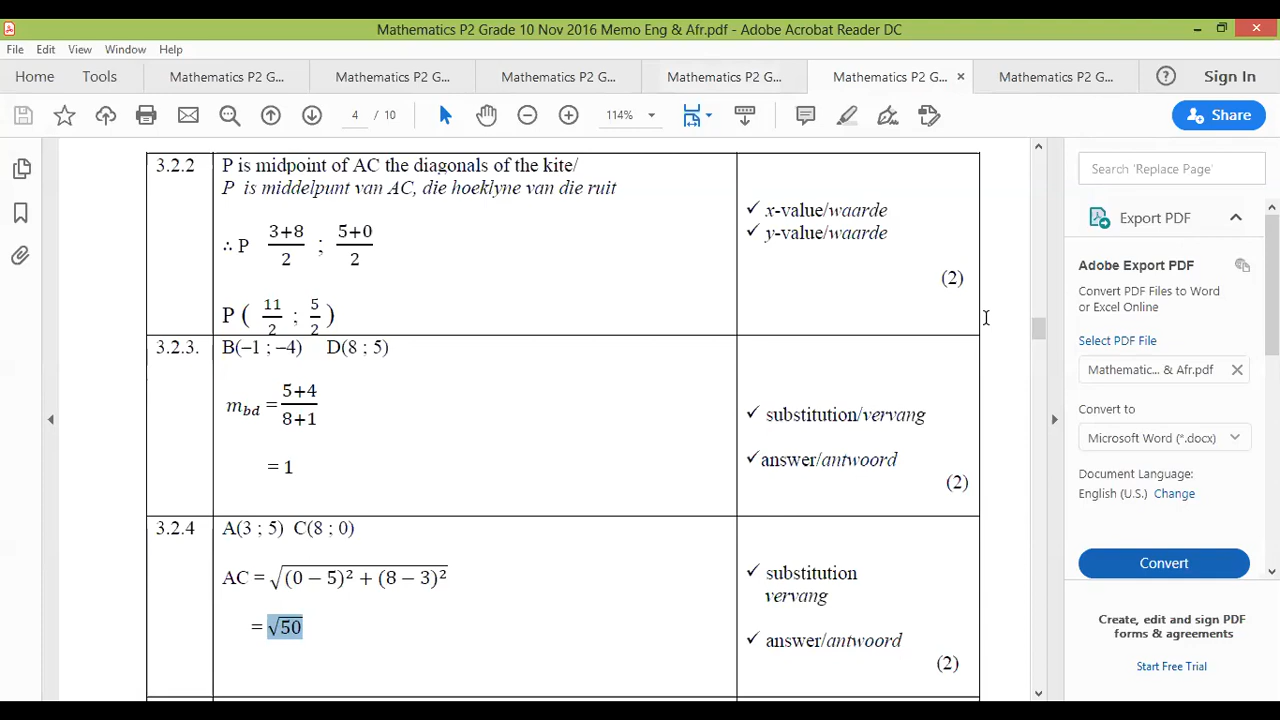 Mathematics P2 Grade 10 Nov 2016 Memo Eng & Afr.pdf - Adobe Acrobat Reader DC
File Edit View Window Help
Home Tools Mathematics P2 G... Mathematics P2 G... Mathematics P2 G... Mathematics P2 G... Mathematics P2 G... × Mathematics P2 G... Sign In
4 / 10 114% Share
3.2.2 P is midpoint of AC the diagonals of the kite/
P is middelpunt van AC, die hoeklyne van die ruit
✓ x-value/waarde
✓ y-value/waarde
∴ P 3+8/2 ; 5+0/2
(2)
P ( 11/2 ; 5/2 )
3.2.3. B(–1 ; –4) D(8 ; 5)
m_bd = 5+4/8+1
✓ substitution/vervang
= 1
✓ answer/antwoord
(2)
3.2.4 A(3 ; 5) C(8 ; 0)
AC = √(0 − 5)² + (8 − 3)²
✓ substitution
vervang
= √50
✓ answer/antwoord
(2)
Search 'Replace Page'
Export PDF
Adobe Export PDF
Convert PDF Files to Word
or Excel Online
Select PDF File
Mathematic... & Afr.pdf ×
Convert to
Microsoft Word (*.docx)
Document Language:
English (U.S.) Change
Convert
Create, edit and sign PDF
forms & agreements
Start Free Trial